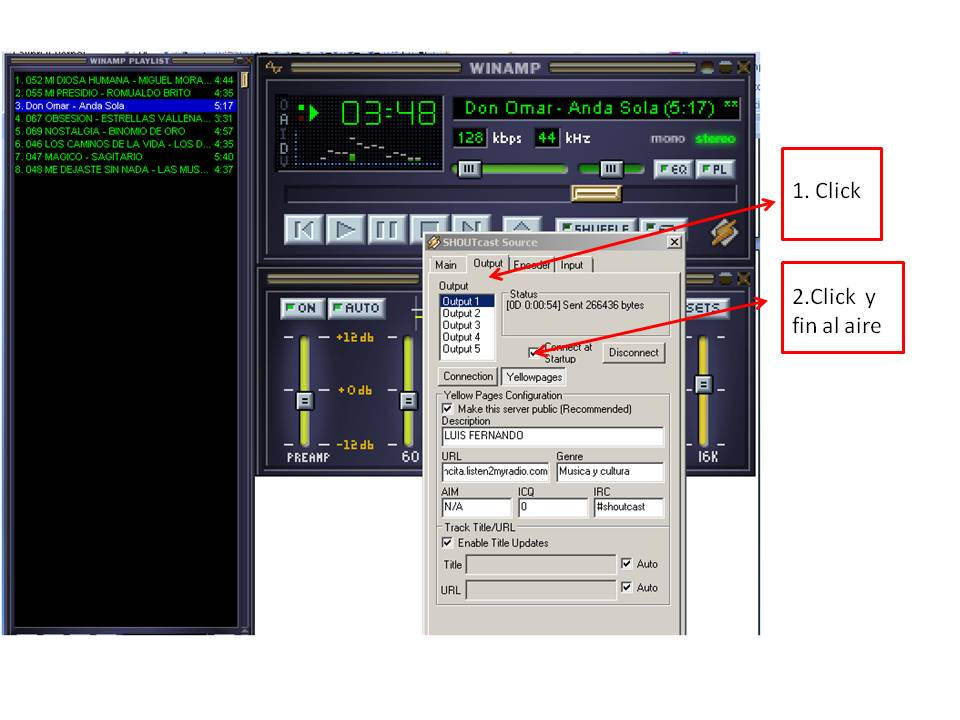 WINAMP PLAYLIST
1. 052 MI DIOSA HUMANA - MIGUEL MORA... 4:44
2. 055 MI PRESIDIO - ROMUALDO BRITO 4:35
3. Don Omar - Anda Sola 5:17
4. 067 OBSESION - ESTRELLAS VALLENA... 3:31
5. 069 NOSTALGIA - BINOMIO DE ORO 4:57
6. 046 LOS CAMINOS DE LA VIDA - LOS D... 4:35
7. 047 MAGICO - SAGITARIO 5:40
8. 048 ME DEJASTE SIN NADA - LAS MUS... 4:37
WINAMP
OAIDV
03:48
Don Omar - Anda Sola (5:17) **
128 kbps 44 kHz mono stereo
EQ PL
SHUFFLE
1. Click
SHOUTcast Source
Main Output Encoder Input
Output
Output 1
Output 2
Output 3
Output 4
Output 5
Status
[0D 0:00:54] Sent 266436 bytes
Connect at
Startup
Disconnect
2.Click y
fin al aire
ON AUTO
SETS
+12db
+0db
-12db
PREAMP 60 16K
Connection Yellowpages
Yellow Pages Configuration
Make this server public (Recommended)
Description
LUIS FERNANDO
URL Genre
ncita.listen2myradio.com Musica y cultura
AIM ICQ IRC
N/A 0 #shoutcast
Track Title/URL
Enable Title Updates
Title Auto
URL Auto